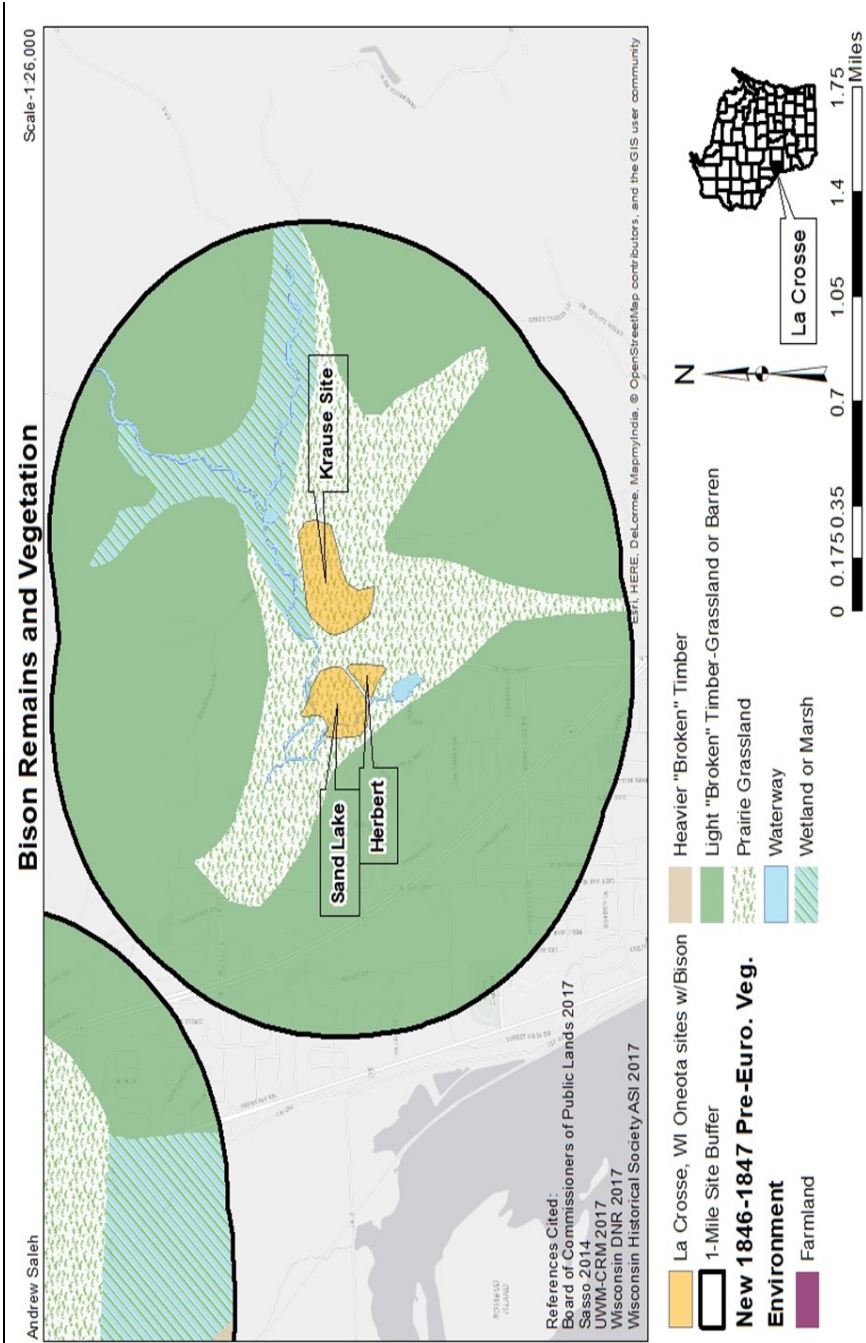 Andrew Saleh
Bison Remains and Vegetation
Scale-1:26,000
Sand Lake
Herbert
Krause Site
References Cited:
Board of Commissioners of Public Lands 2017
Sasso 2014
UWM-CRM 2017
Wisconsin DNR 2017
Wisconsin Historical Society ASI 2017
Esri, HERE, DeLorme, MapmyIndia, © OpenStreetMap contributors, and the GIS user community
La Crosse, WI Oneota sites w/Bison
1-Mile Site Buffer
New 1846-1847 Pre-Euro. Veg.
Environment
Farmland
Heavier "Broken" Timber
Light "Broken" Timber-Grassland or Barren
Prairie Grassland
Waterway
Wetland or Marsh
N
La Crosse
0 0.175 0.35 0.7 1.05 1.4 1.75
Miles